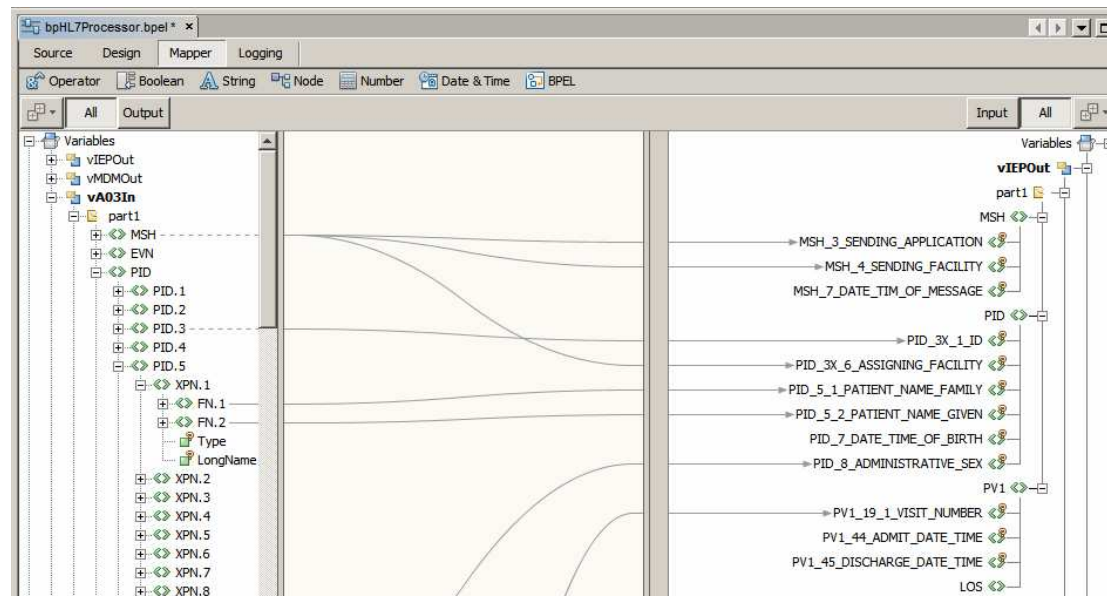 bpHL7Processor.bpel *
Source Design Mapper Logging
Operator Boolean String Node Number Date & Time BPEL
All Output Input All
Variables
vIEPOut
vMDMOut
vA03In
part1
MSH
EVN
PID
PID.1
PID.2
PID.3
PID.4
PID.5
XPN.1
FN.1
FN.2
Type
LongName
XPN.2
XPN.3
XPN.4
XPN.5
XPN.6
XPN.7
XPN.8
Variables
vIEPOut
part1
MSH
MSH_3_SENDING_APPLICATION
MSH_4_SENDING_FACILITY
MSH_7_DATE_TIM_OF_MESSAGE
PID
PID_3X_1_ID
PID_3X_6_ASSIGNING_FACILITY
PID_5_1_PATIENT_NAME_FAMILY
PID_5_2_PATIENT_NAME_GIVEN
PID_7_DATE_TIME_OF_BIRTH
PID_8_ADMINISTRATIVE_SEX
PV1
PV1_19_1_VISIT_NUMBER
PV1_44_ADMIT_DATE_TIME
PV1_45_DISCHARGE_DATE_TIME
LOS